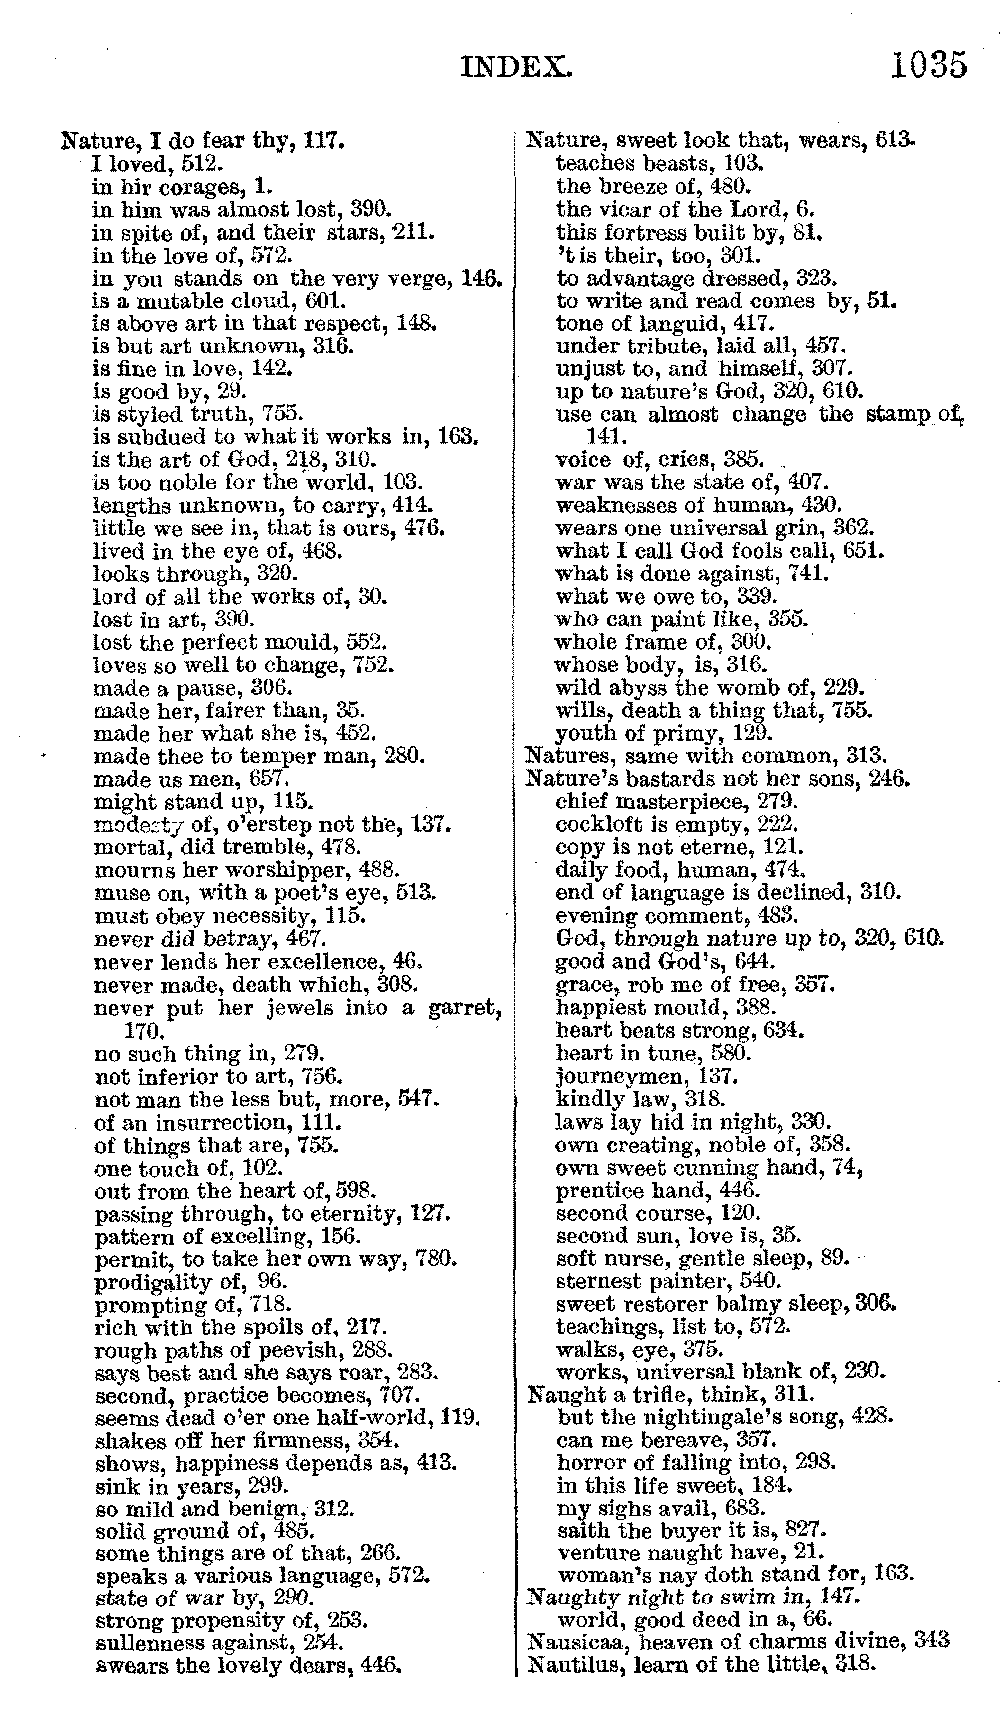 INDEX. 1035
Nature, I do fear thy, 117.
I loved, 512.
in hir corages, 1.
in him was almost lost, 390.
in spite of, and their stars, 211.
in the love of, 572.
in you stands on the very verge, 146.
is a mutable cloud, 601.
is above art in that respect, 148.
is but art unknown, 316.
is fine in love, 142.
is good by, 29.
is styled truth, 755.
is subdued to what it works in, 163.
is the art of God, 218, 310.
is too noble for the world, 103.
lengths unknown, to carry, 414.
little we see in, that is ours, 476.
lived in the eye of, 468.
looks through, 320.
lord of all the works of, 30.
lost in art, 390.
lost the perfect mould, 552.
loves so well to change, 752.
made a pause, 306.
made her, fairer than, 35.
made her what she is, 452.
made thee to temper man, 280.
made us men, 657.
might stand up, 115.
modesty of, o'erstep not the, 137.
mortal, did tremble, 478.
mourns her worshipper, 488.
muse on, with a poet's eye, 513.
must obey necessity, 115.
never did betray, 467.
never lends her excellence, 46.
never made, death which, 308.
never put her jewels into a garret,
170.
no such thing in, 279.
not inferior to art, 756.
not man the less but, more, 547.
of an insurrection, 111.
of things that are, 755.
one touch of, 102.
out from the heart of, 598.
passing through, to eternity, 127.
pattern of excelling, 156.
permit, to take her own way, 780.
prodigality of, 96.
prompting of, 718.
rich with the spoils of, 217.
rough paths of peevish, 288.
says best and she says roar, 283.
second, practice becomes, 707.
seems dead o'er one half-world, 119.
shakes off her firmness, 354.
shows, happiness depends as, 413.
sink in years, 299.
so mild and benign, 312.
solid ground of, 485.
some things are of that, 266.
speaks a various language, 572.
state of war by, 290.
strong propensity of, 253.
sullenness against, 254.
swears the lovely dears, 446.
Nature, sweet look that, wears, 613.
teaches beasts, 103.
the breeze of, 480.
the vicar of the Lord, 6.
this fortress built by, 81.
't is their, too, 301.
to advantage dressed, 323.
to write and read comes by, 51.
tone of languid, 417.
under tribute, laid all, 457.
unjust to, and himself, 307.
up to nature's God, 320, 610.
use can almost change the stamp of,
141.
voice of, cries, 385.
war was the state of, 407.
weaknesses of human, 430.
wears one universal grin, 362.
what I call God fools call, 651.
what is done against, 741.
what we owe to, 339.
who can paint like, 355.
whole frame of, 300.
whose body, is, 316.
wild abyss the womb of, 229.
wills, death a thing that, 755.
youth of primy, 129.
Natures, same with common, 313.
Nature's bastards not her sons, 246.
chief masterpiece, 279.
cockloft is empty, 222.
copy is not eterne, 121.
daily food, human, 474.
end of language is declined, 310.
evening comment, 483.
God, through nature up to, 320, 610.
good and God's, 644.
grace, rob me of free, 357.
happiest mould, 388.
heart beats strong, 634.
heart in tune, 580.
journeymen, 137.
kindly law, 318.
laws lay hid in night, 330.
own creating, noble of, 358.
own sweet cunning hand, 74,
prentice hand, 446.
second course, 120.
second sun, love is, 35.
soft nurse, gentle sleep, 89.
sternest painter, 540.
sweet restorer balmy sleep, 306.
teachings, list to, 572.
walks, eye, 375.
works, universal blank of, 230.
Naught a trifle, think, 311.
but the nightingale's song, 428.
can me bereave, 357.
horror of falling into, 298.
in this life sweet, 184.
my sighs avail, 683.
saith the buyer it is, 827.
venture naught have, 21.
woman's nay doth stand for, 163.
Naughty night to swim in, 147.
world, good deed in a, 66.
Nausicaa, heaven of charms divine, 343
Nautilus, learn of the little, 318.